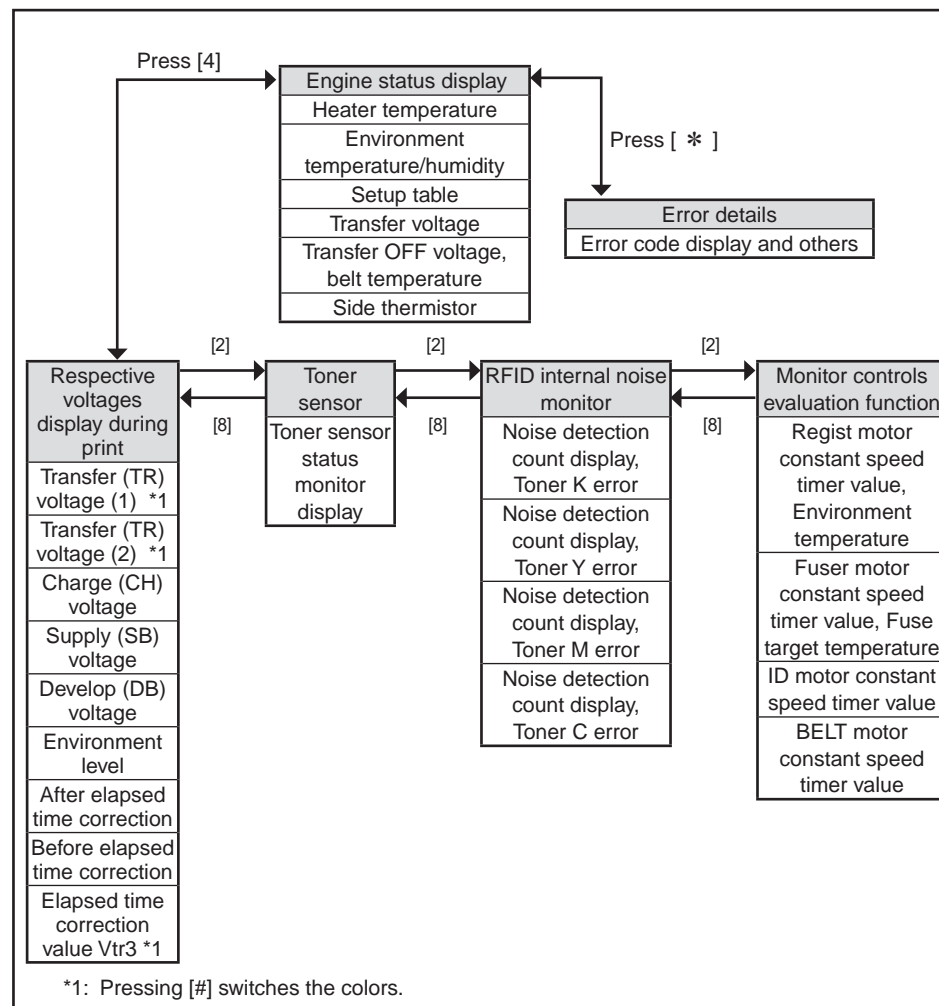 Press [4]
Engine status display
Heater temperature
Environment
temperature/humidity
Setup table
Transfer voltage
Transfer OFF voltage,
belt temperature
Side thermistor
Press [ * ]
Error details
Error code display and others
[2]
[8]
[2]
[8]
[2]
[8]
Respective
voltages
display during
print
Transfer (TR)
voltage (1) *1
Transfer (TR)
voltage (2) *1
Charge (CH)
voltage
Supply (SB)
voltage
Develop (DB)
voltage
Environment
level
After elapsed
time correction
Before elapsed
time correction
Elapsed time
correction
value Vtr3 *1
Toner
sensor
Toner sensor
status
monitor
display
RFID internal noise
monitor
Noise detection
count display,
Toner K error
Noise detection
count display,
Toner Y error
Noise detection
count display,
Toner M error
Noise detection
count display,
Toner C error
Monitor controls
evaluation function
Regist motor
constant speed
timer value,
Environment
temperature
Fuser motor
constant speed
timer value, Fuse
target temperature
ID motor constant
speed timer value
BELT motor
constant speed
timer value
*1: Pressing [#] switches the colors.